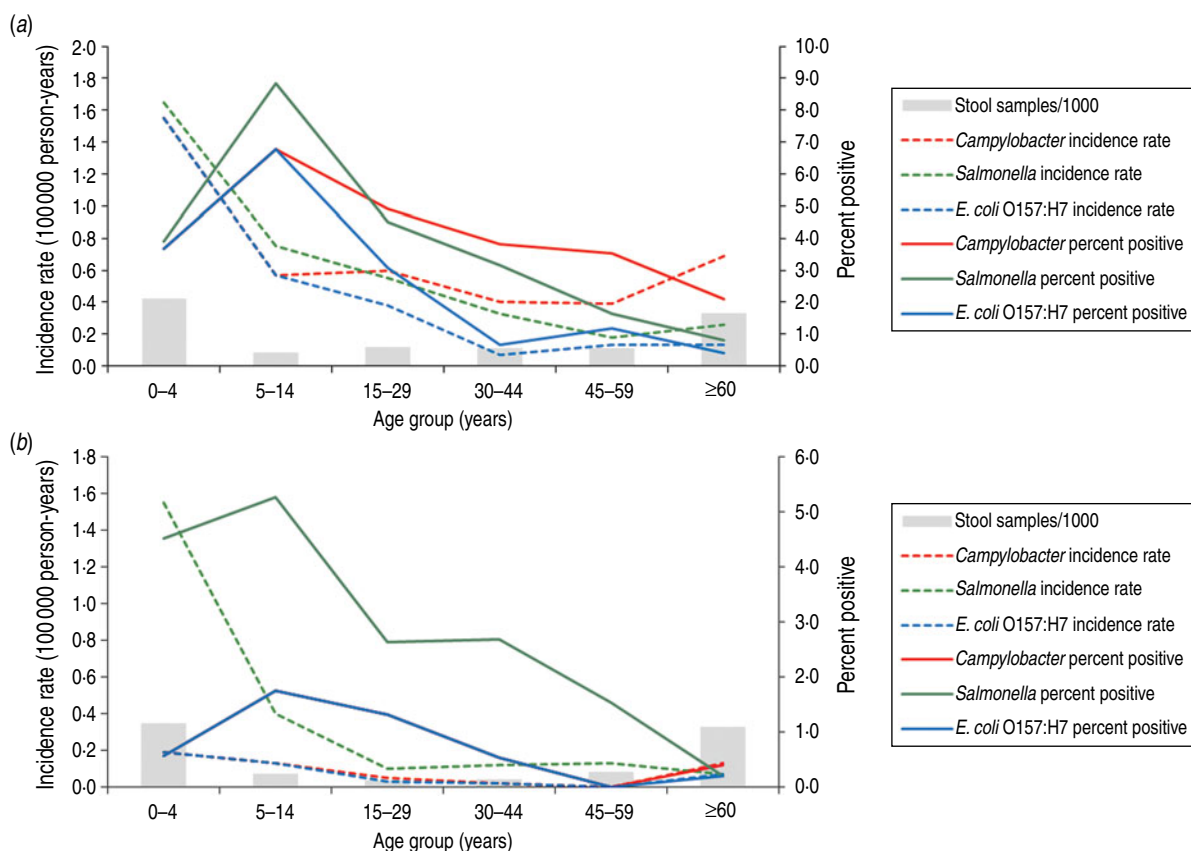 (a)
Incidence rate (100 000 person-years)
2·0
1·8
1·6
1·4
1·2
1·0
0·8
0·6
0·4
0·2
0·0
10·0
9·0
8·0
7·0
6·0
5·0
4·0
3·0
2·0
1·0
0·0
Percent positive
0–4 5–14 15–29 30–44 45–59 ≥60
Age group (years)
Stool samples/1000
Campylobacter incidence rate
Salmonella incidence rate
E. coli O157:H7 incidence rate
Campylobacter percent positive
Salmonella percent positive
E. coli O157:H7 percent positive
(b)
Incidence rate (100 000 person-years)
1·8
1·6
1·4
1·2
1·0
0·8
0·6
0·4
0·2
0·0
6·0
5·0
4·0
3·0
2·0
1·0
0·0
Percent positive
0–4 5–14 15–29 30–44 45–59 ≥60
Age group (years)
Stool samples/1000
Campylobacter incidence rate
Salmonella incidence rate
E. coli O157:H7 incidence rate
Campylobacter percent positive
Salmonella percent positive
E. coli O157:H7 percent positive